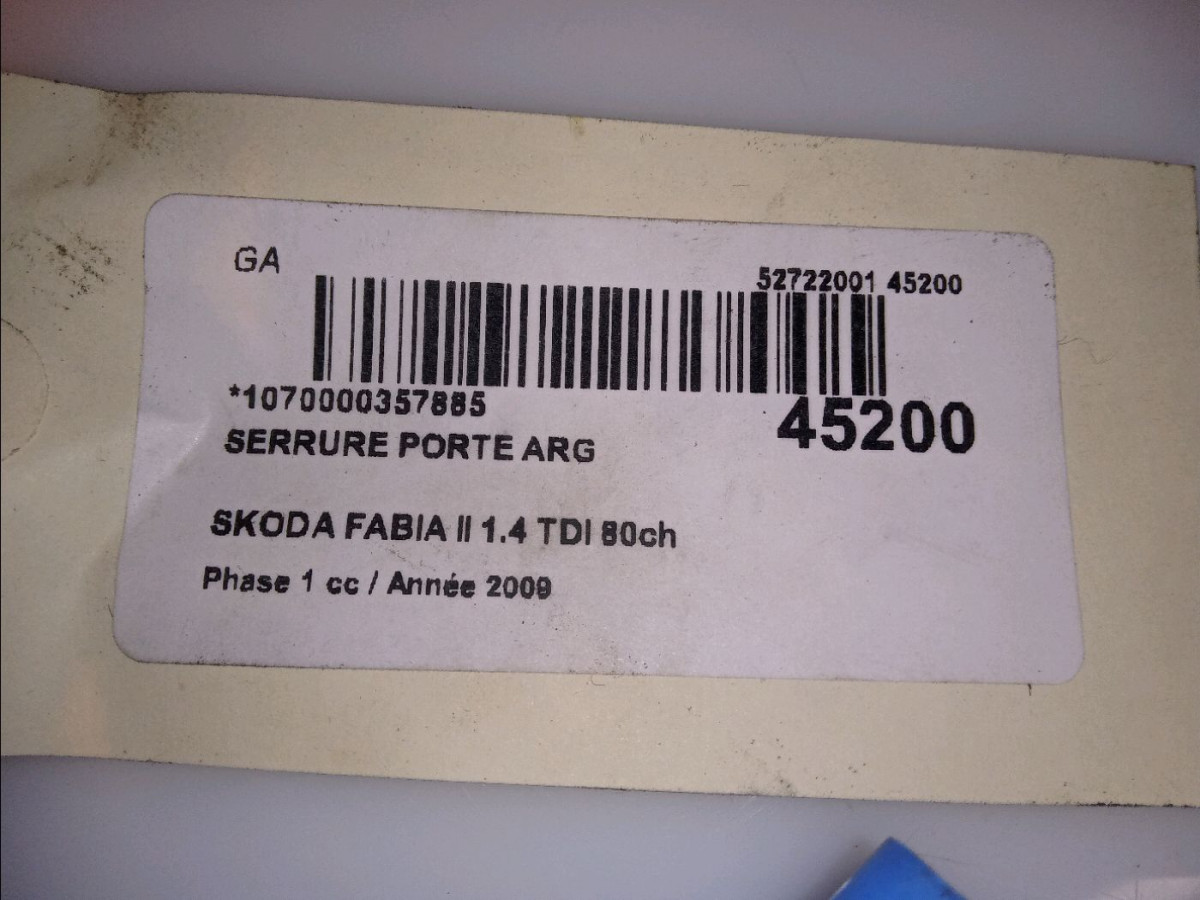 GA
52722001 45200
*1070000357885
45200
SERRURE PORTE ARG
SKODA FABIA II 1.4 TDI 80ch
Phase 1 cc / Année 2009